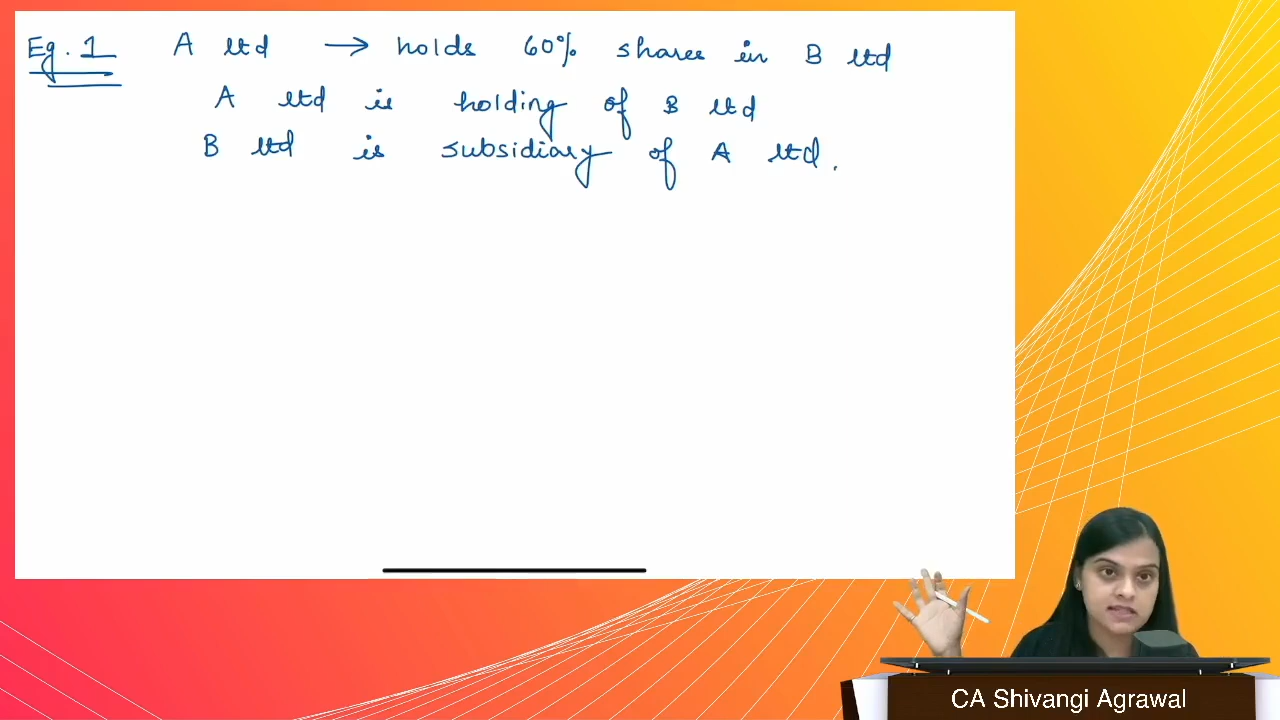 Eg. 1 A ltd → holds 60% shares in B ltd
A ltd is holding of B ltd
B ltd is subsidiary of A ltd.
CA Shivangi Agrawal